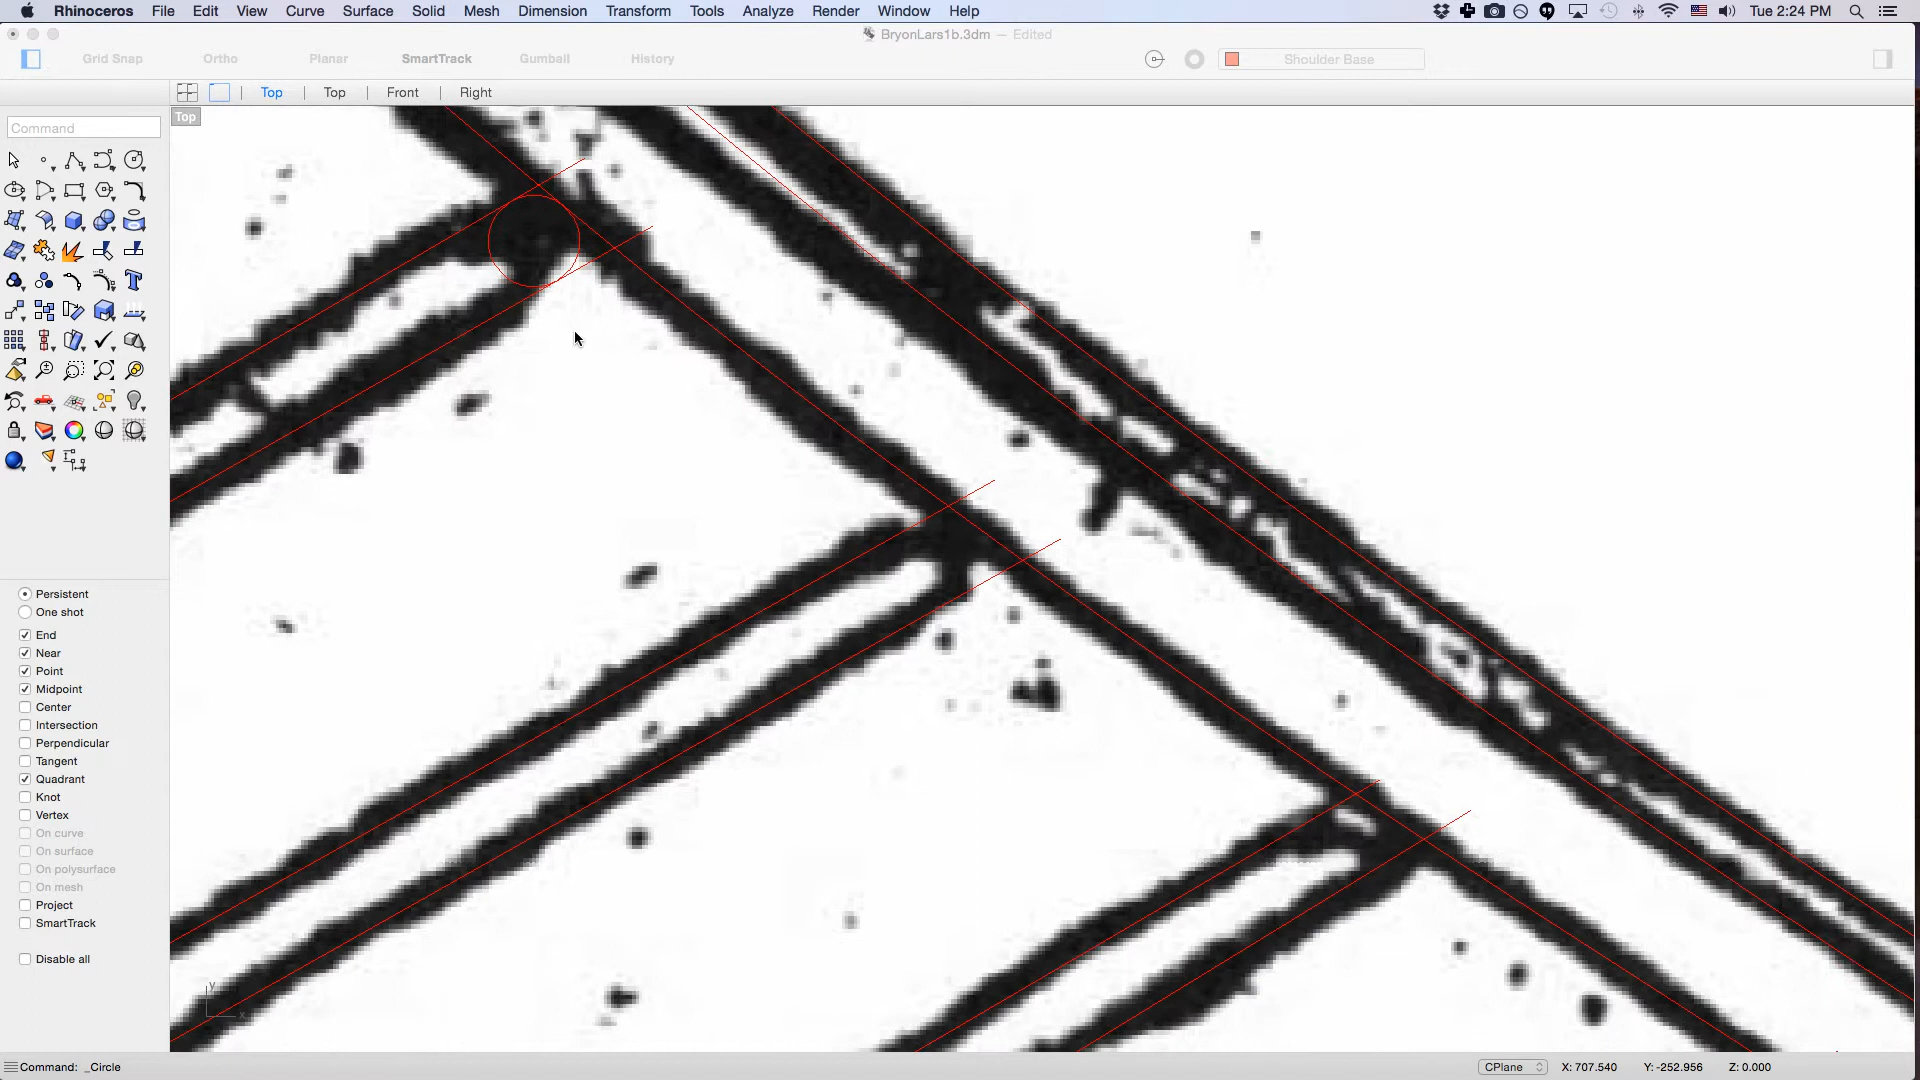 Rhinoceros File Edit View Curve Surface Solid Mesh Dimension Transform Tools Analyze Render Window Help Tue 2:24 PM
BryonLars1b.3dm — Edited
Grid Snap Ortho Planar SmartTrack Gumball History Shoulder Base
Top Top Front Right
Top
Command
Persistent
One shot
End
Near
Point
Midpoint
Center
Intersection
Perpendicular
Tangent
Quadrant
Knot
Vertex
On curve
On surface
On polysurface
On mesh
Project
SmartTrack
Disable all
y
x
Command: _Circle CPlane X: 707.540 Y: -252.956 Z: 0.000